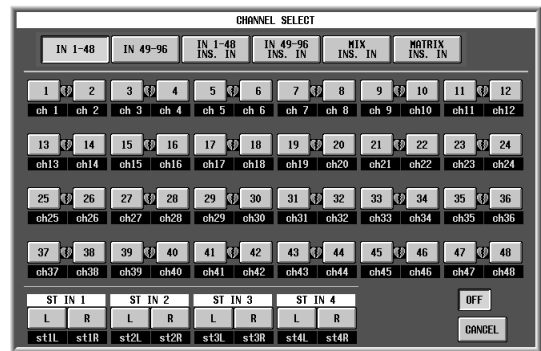 CHANNEL SELECT
IN 1-48 IN 49-96 IN 1-48 INS. IN IN 49-96 INS. IN MIX INS. IN MATRIX INS. IN
1 2 3 4 5 6 7 8 9 10 11 12
ch 1 ch 2 ch 3 ch 4 ch 5 ch 6 ch 7 ch 8 ch 9 ch10 ch11 ch12
13 14 15 16 17 18 19 20 21 22 23 24
ch13 ch14 ch15 ch16 ch17 ch18 ch19 ch20 ch21 ch22 ch23 ch24
25 26 27 28 29 30 31 32 33 34 35 36
ch25 ch26 ch27 ch28 ch29 ch30 ch31 ch32 ch33 ch34 ch35 ch36
37 38 39 40 41 42 43 44 45 46 47 48
ch37 ch38 ch39 ch40 ch41 ch42 ch43 ch44 ch45 ch46 ch47 ch48
ST IN 1 ST IN 2 ST IN 3 ST IN 4
L R L R L R L R
st1L st1R st2L st2R st3L st3R st4L st4R
OFF
CANCEL